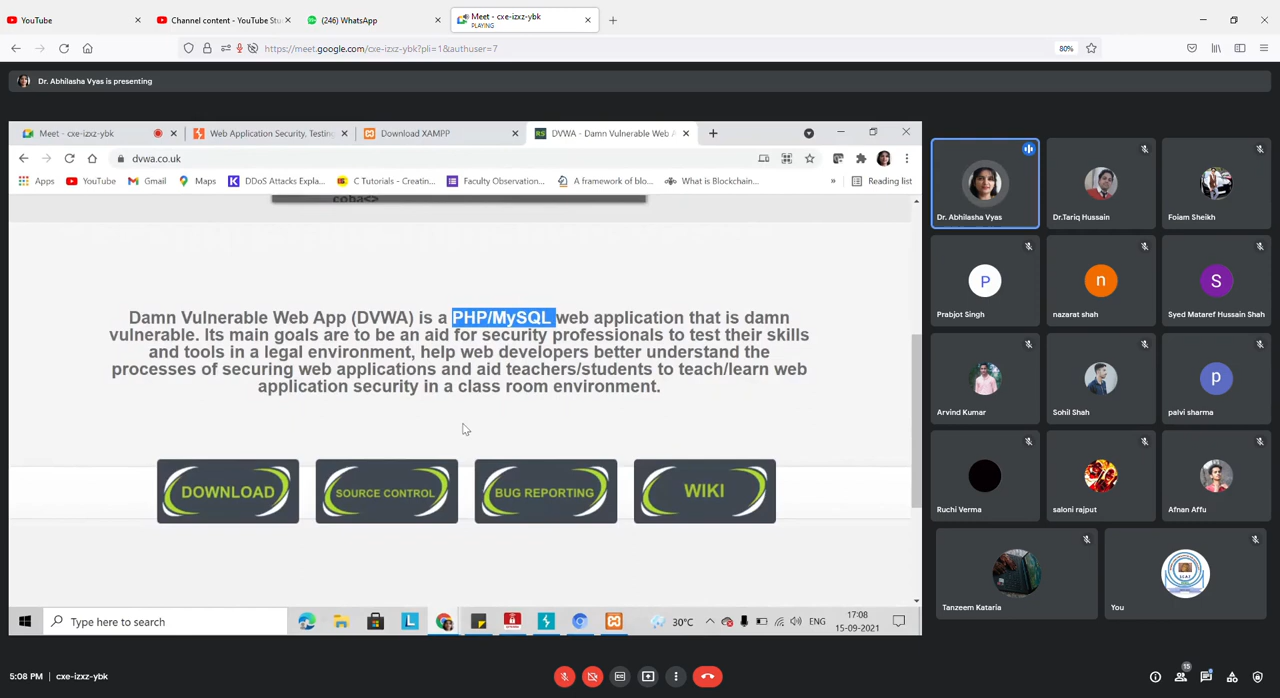 YouTube
Channel content - YouTube Stu
(246) WhatsApp
Meet - cxe-izxz-ybk
PLAYING
https://meet.google.com/cxe-izxz-ybk?pli=1&authuser=7
80%
Dr. Abhilasha Vyas is presenting
Meet - cxe-izxz-ybk
Web Application Security, Testing
Download XAMPP
DVWA - Damn Vulnerable Web A
dvwa.co.uk
Apps
YouTube
Gmail
Maps
DDoS Attacks Expla...
C Tutorials - Creatin...
Faculty Observation...
A framework of blo...
What is Blockchain...
»
Reading list
coba<>
Damn Vulnerable Web App (DVWA) is a PHP/MySQL web application that is damn
vulnerable. Its main goals are to be an aid for security professionals to test their skills
and tools in a legal environment, help web developers better understand the
processes of securing web applications and aid teachers/students to teach/learn web
application security in a class room environment.
DOWNLOAD
SOURCE CONTROL
BUG REPORTING
WIKI
Type here to search
30°C
ENG
17:08
15-09-2021
Dr. Abhilasha Vyas
Dr.Tariq Hussain
Foiam Sheikh
P
Prabjot Singh
n
nazarat shah
S
Syed Mataref Hussain Shah
Arvind Kumar
Sohil Shah
p
palvi sharma
Ruchi Verma
saloni rajput
Afnan Affu
Tanzeem Kataria
You
5:08 PM | cxe-izxz-ybk
15